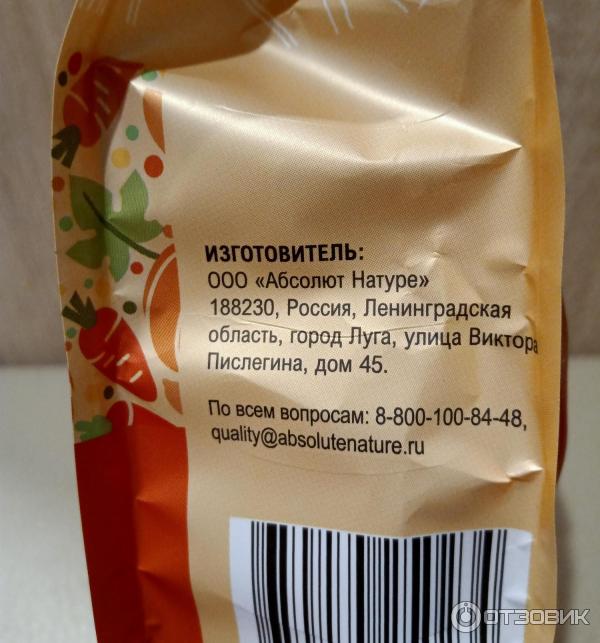 ИЗГОТОВИТЕЛЬ:
ООО «Абсолют Натуре»
188230, Россия, Ленинградская
область, город Луга, улица Виктора
Пислегина, дом 45.
По всем вопросам: 8-800-100-84-48,
quality@absolutenature.ru
ОТЗОВИК